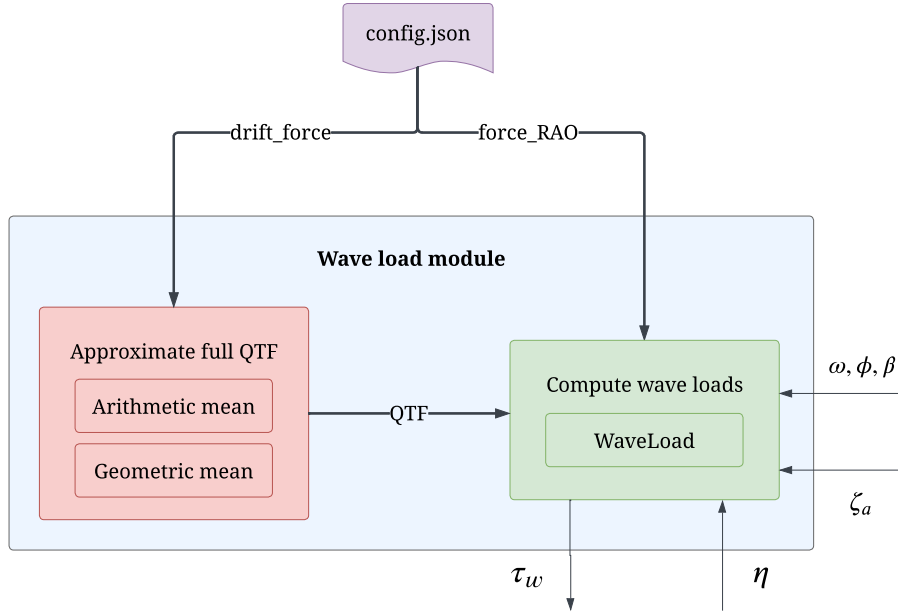 config.json
drift_force
force_RAO
Wave load module
Approximate full QTF
Arithmetic mean
Geometric mean
QTF
Compute wave loads
WaveLoad
ω, ϕ, β
ζₐ
τ_w
η